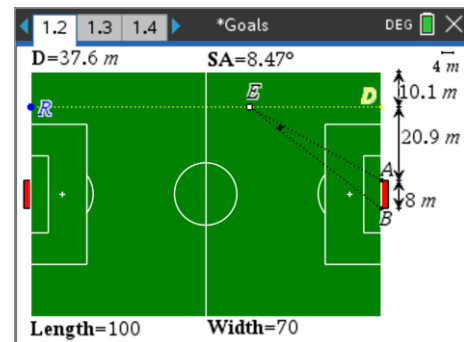 1.2 1.3 1.4 *Goals DEG
D=37.6 m SA=8.47°
4 m
R E D 10.1 m
20.9 m
A
8 m
B
Length=100 Width=70